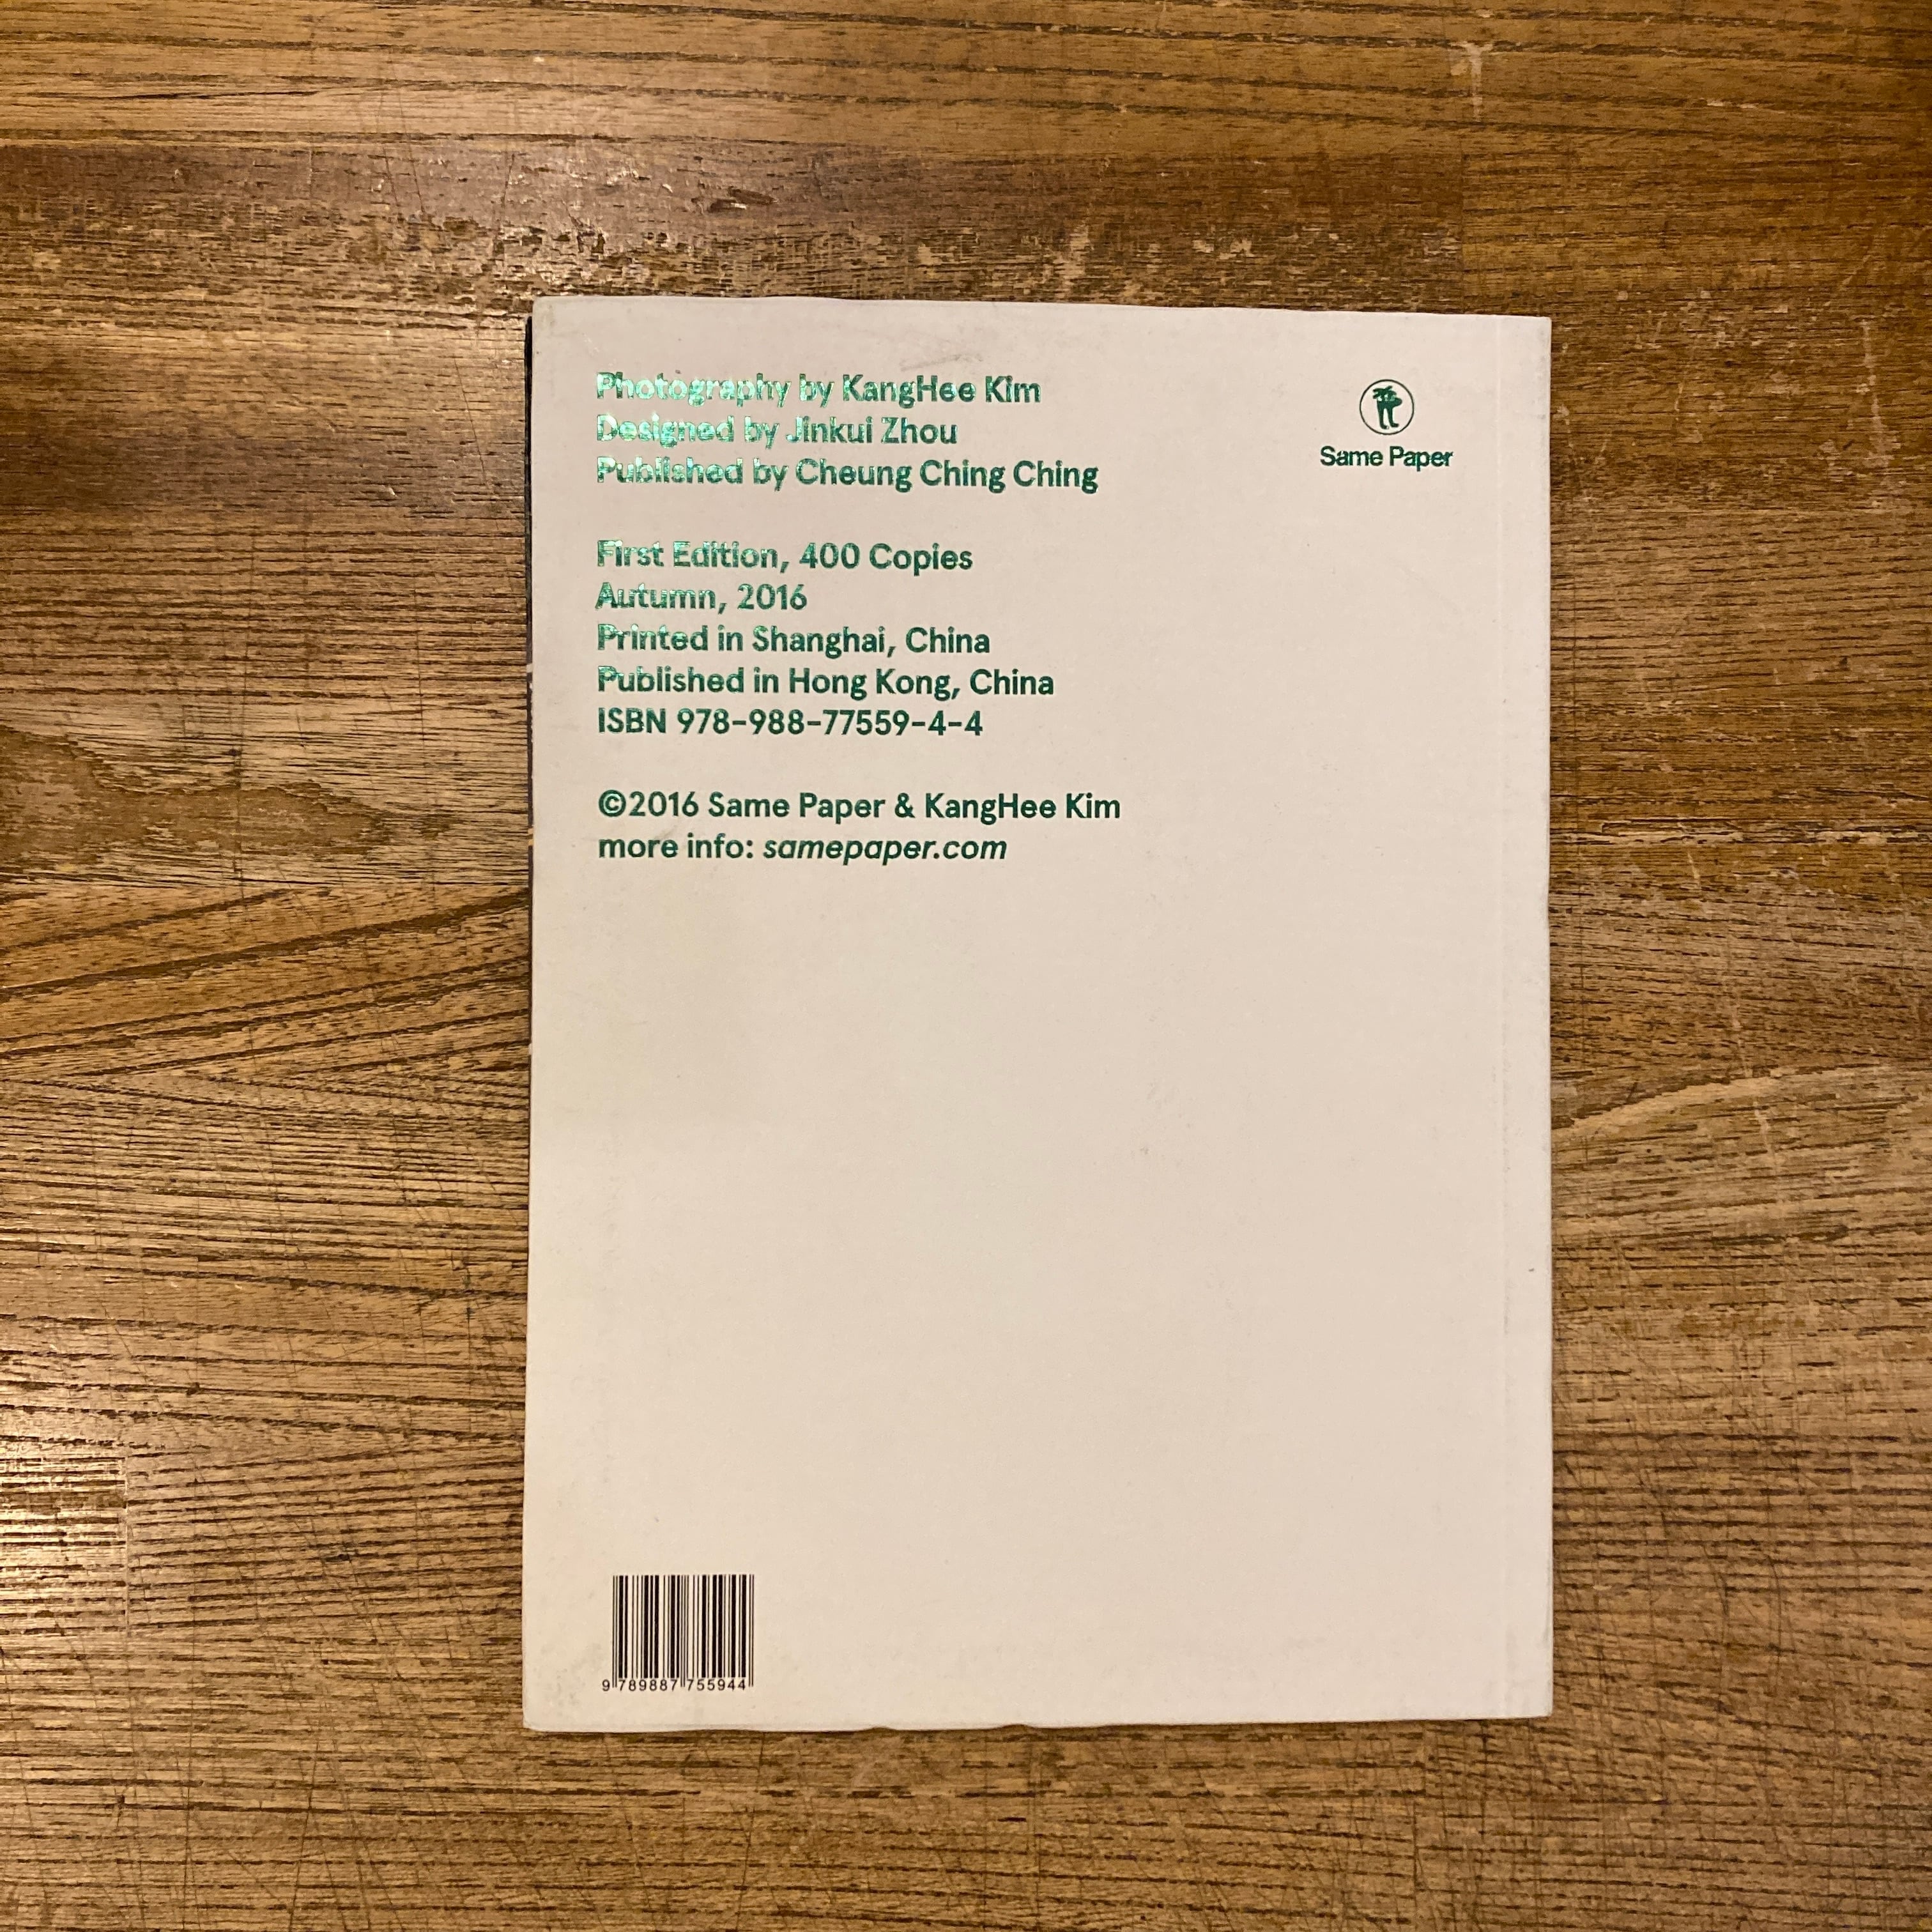 Photography by KangHee Kim
Designed by Jinkui Zhou
Published by Cheung Ching Ching
Same Paper
First Edition, 400 Copies
Autumn, 2016
Printed in Shanghai, China
Published in Hong Kong, China
ISBN 978-988-77559-4-4
©2016 Same Paper & KangHee Kim
more info: samepaper.com
9 789887 755944